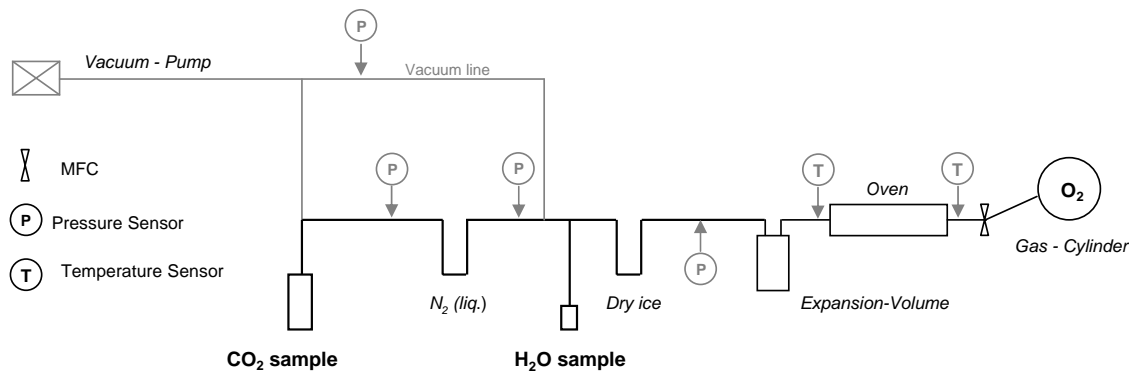 P
Vacuum - Pump
Vacuum line
MFC
P
P
T
T
Oven
O₂
P Pressure Sensor
Gas - Cylinder
P
T Temperature Sensor
N₂ (liq.)
Dry ice
Expansion-Volume
CO₂ sample
H₂O sample